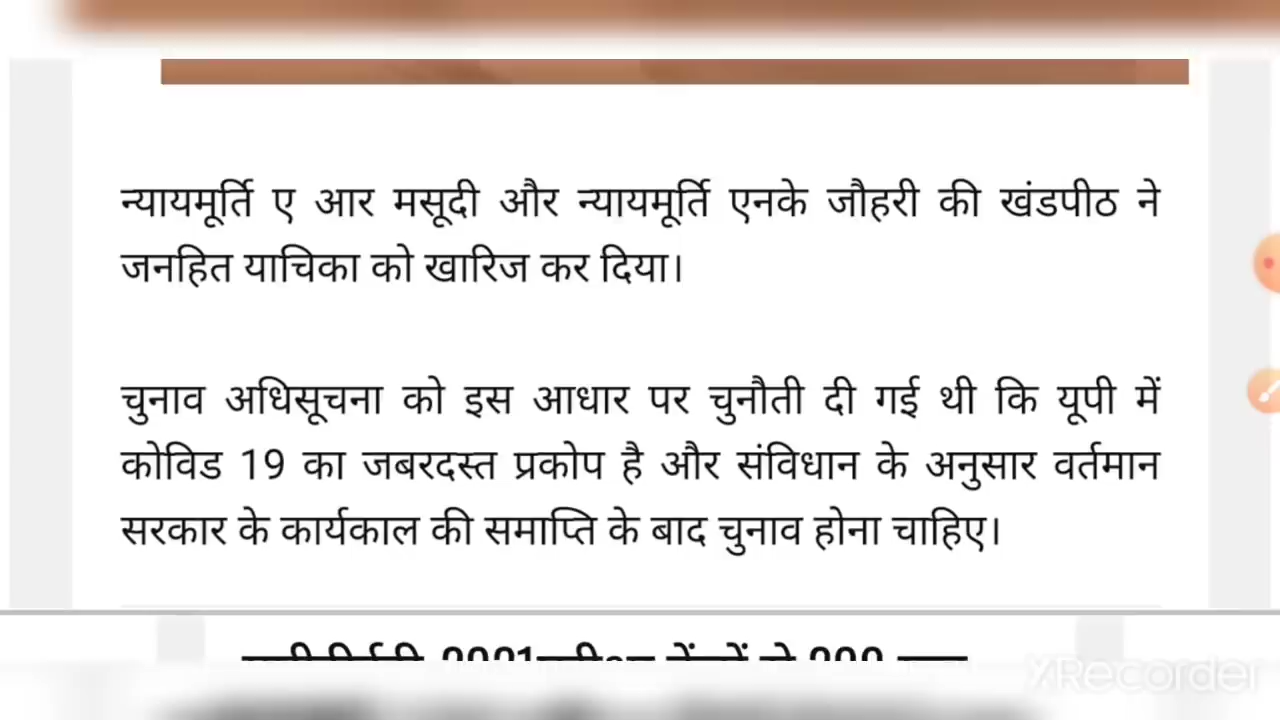 न्यायमूर्ति ए आर मसूदी और न्यायमूर्ति एनके जौहरी की खंडपीठ ने
जनहित याचिका को खारिज कर दिया।
चुनाव अधिसूचना को इस आधार पर चुनौती दी गई थी कि यूपी में
कोविड 19 का जबरदस्त प्रकोप है और संविधान के अनुसार वर्तमान
सरकार के कार्यकाल की समाप्ति के बाद चुनाव होना चाहिए।
XRecorder